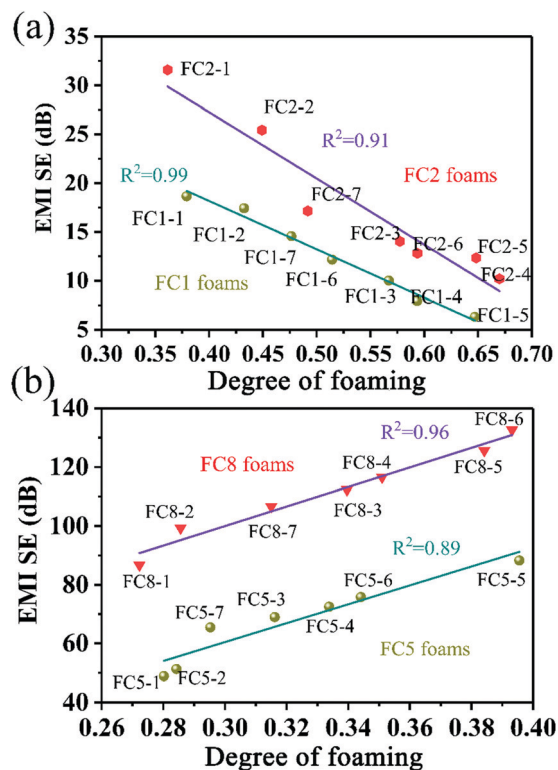 (a)
35
30
25
20
15
10
5
EMI SE (dB)
FC2-1
FC2-2
R²=0.91
R²=0.99
FC2 foams
FC2-7
FC1-1
FC1-2
FC2-3
FC2-6
FC2-5
FC1-7
FC2-4
FC1-6
FC1 foams
FC1-3
FC1-4
FC1-5
0.30 0.35 0.40 0.45 0.50 0.55 0.60 0.65 0.70
Degree of foaming
(b)
140
120
100
80
60
40
EMI SE (dB)
FC8-6
R²=0.96
FC8 foams
FC8-4
FC8-5
FC8-2
FC8-7
FC8-3
FC8-1
R²=0.89
FC5-6
FC5-5
FC5-7
FC5-3
FC5-4
FC5 foams
FC5-1
FC5-2
0.26 0.28 0.30 0.32 0.34 0.36 0.38 0.40
Degree of foaming